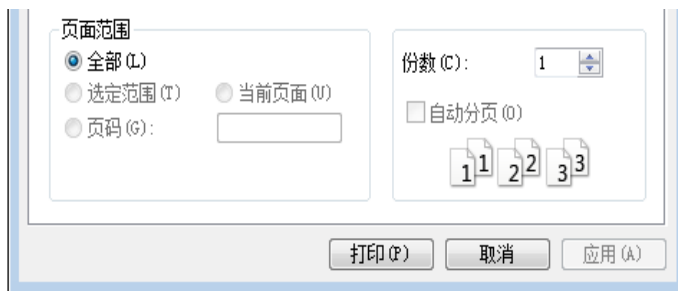 页面范围
全部(L)
选定范围(T) 当前页面(U)
页码(G):
份数(C): 1
自动分页(O)
1 1 2 2 3 3
打印(P) 取消 应用(A)